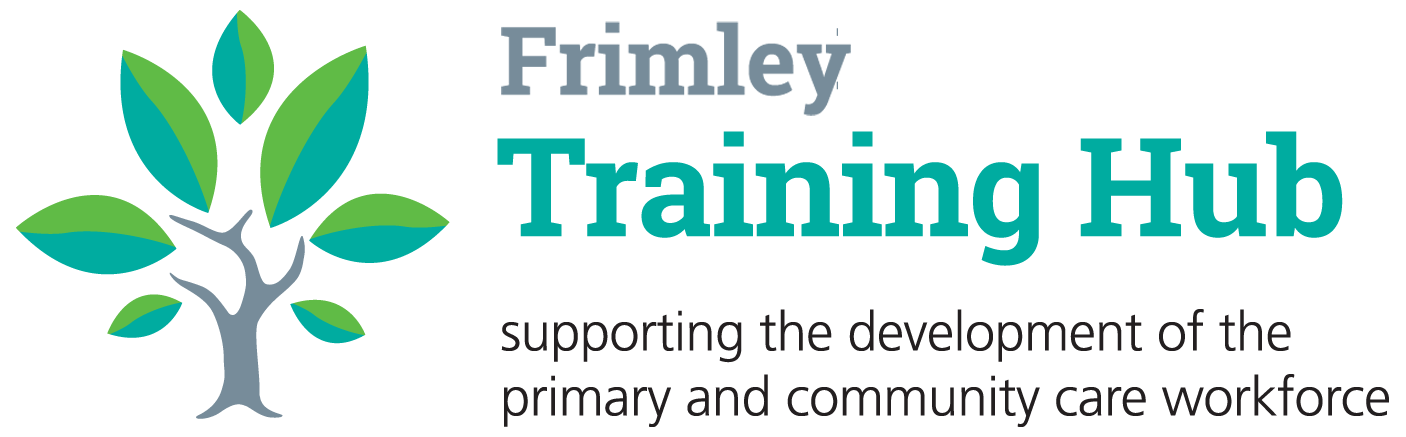 Frimley
Training Hub
supporting the development of the
primary and community care workforce